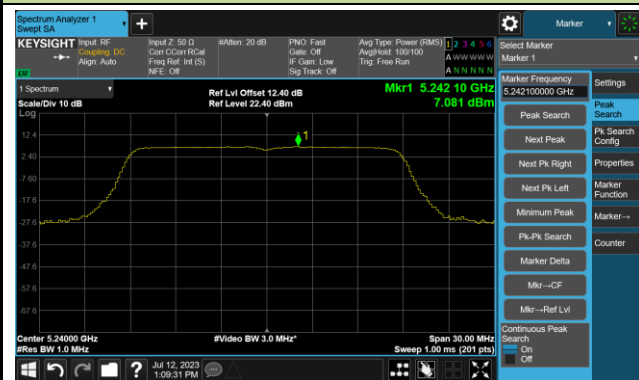 Spectrum Analyzer 1
Swept SA
+
Marker
KEYSIGHT
Input: RF
Coupling: DC
Align: Auto
Input Z: 50 Ω
Corr CCorr RCal
Freq Ref: Int (S)
NFE: Off
#Atten: 20 dB
PNO: Fast
Gate: Off
IF Gain: Low
Sig Track: Off
Avg Type: Power (RMS)
Avg|Hold: 100/100
Trig: Free Run
1 2 3 4 5 6
A W W W W W
A N N N N N
Select Marker
Marker 1
1 Spectrum
Scale/Div 10 dB
Log
Ref Lvl Offset 12.40 dB
Ref Level 22.40 dBm
Mkr1 5.242 10 GHz
7.081 dBm
1
12.4
2.40
-7.60
-17.6
-27.6
-37.6
-47.6
-57.6
-67.6
Center 5.24000 GHz
#Res BW 1.0 MHz
#Video BW 3.0 MHz*
Span 30.00 MHz
Sweep 1.00 ms (201 pts)
Marker Frequency
5.242100000 GHz
Peak Search
Next Peak
Next Pk Right
Next Pk Left
Minimum Peak
Pk-Pk Search
Marker Delta
Mkr→CF
Mkr→Ref Lvl
Continuous Peak
Search
On
Off
Settings
Peak
Search
Pk Search
Config
Properties
Marker
Function
Marker→
Counter
?
Jul 12, 2023
1:09:31 PM